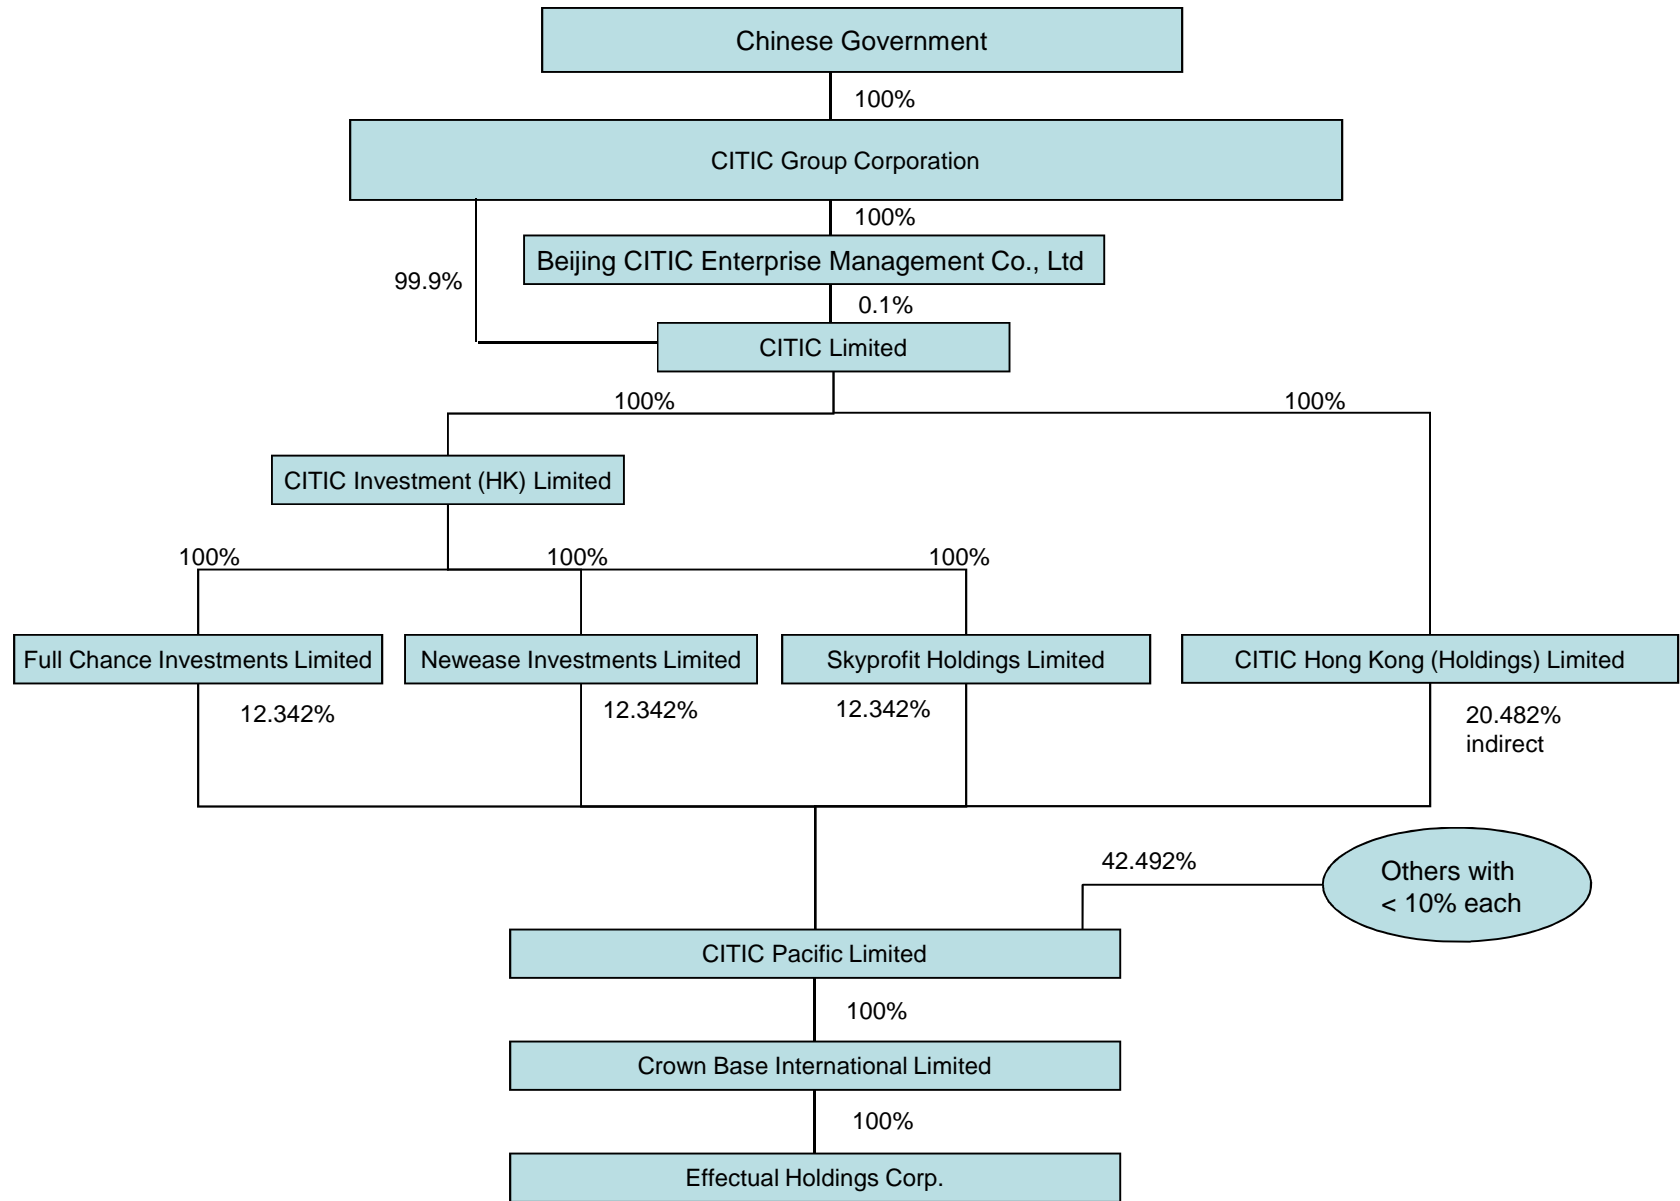 Chinese Government
100%
CITIC Group Corporation
100%
Beijing CITIC Enterprise Management Co., Ltd
99.9%
0.1%
CITIC Limited
100%
100%
CITIC Investment (HK) Limited
100%
100%
100%
Full Chance Investments Limited
Newease Investments Limited
Skyprofit Holdings Limited
CITIC Hong Kong (Holdings) Limited
12.342%
12.342%
12.342%
20.482%
indirect
42.492%
Others with
< 10% each
CITIC Pacific Limited
100%
Crown Base International Limited
100%
Effectual Holdings Corp.